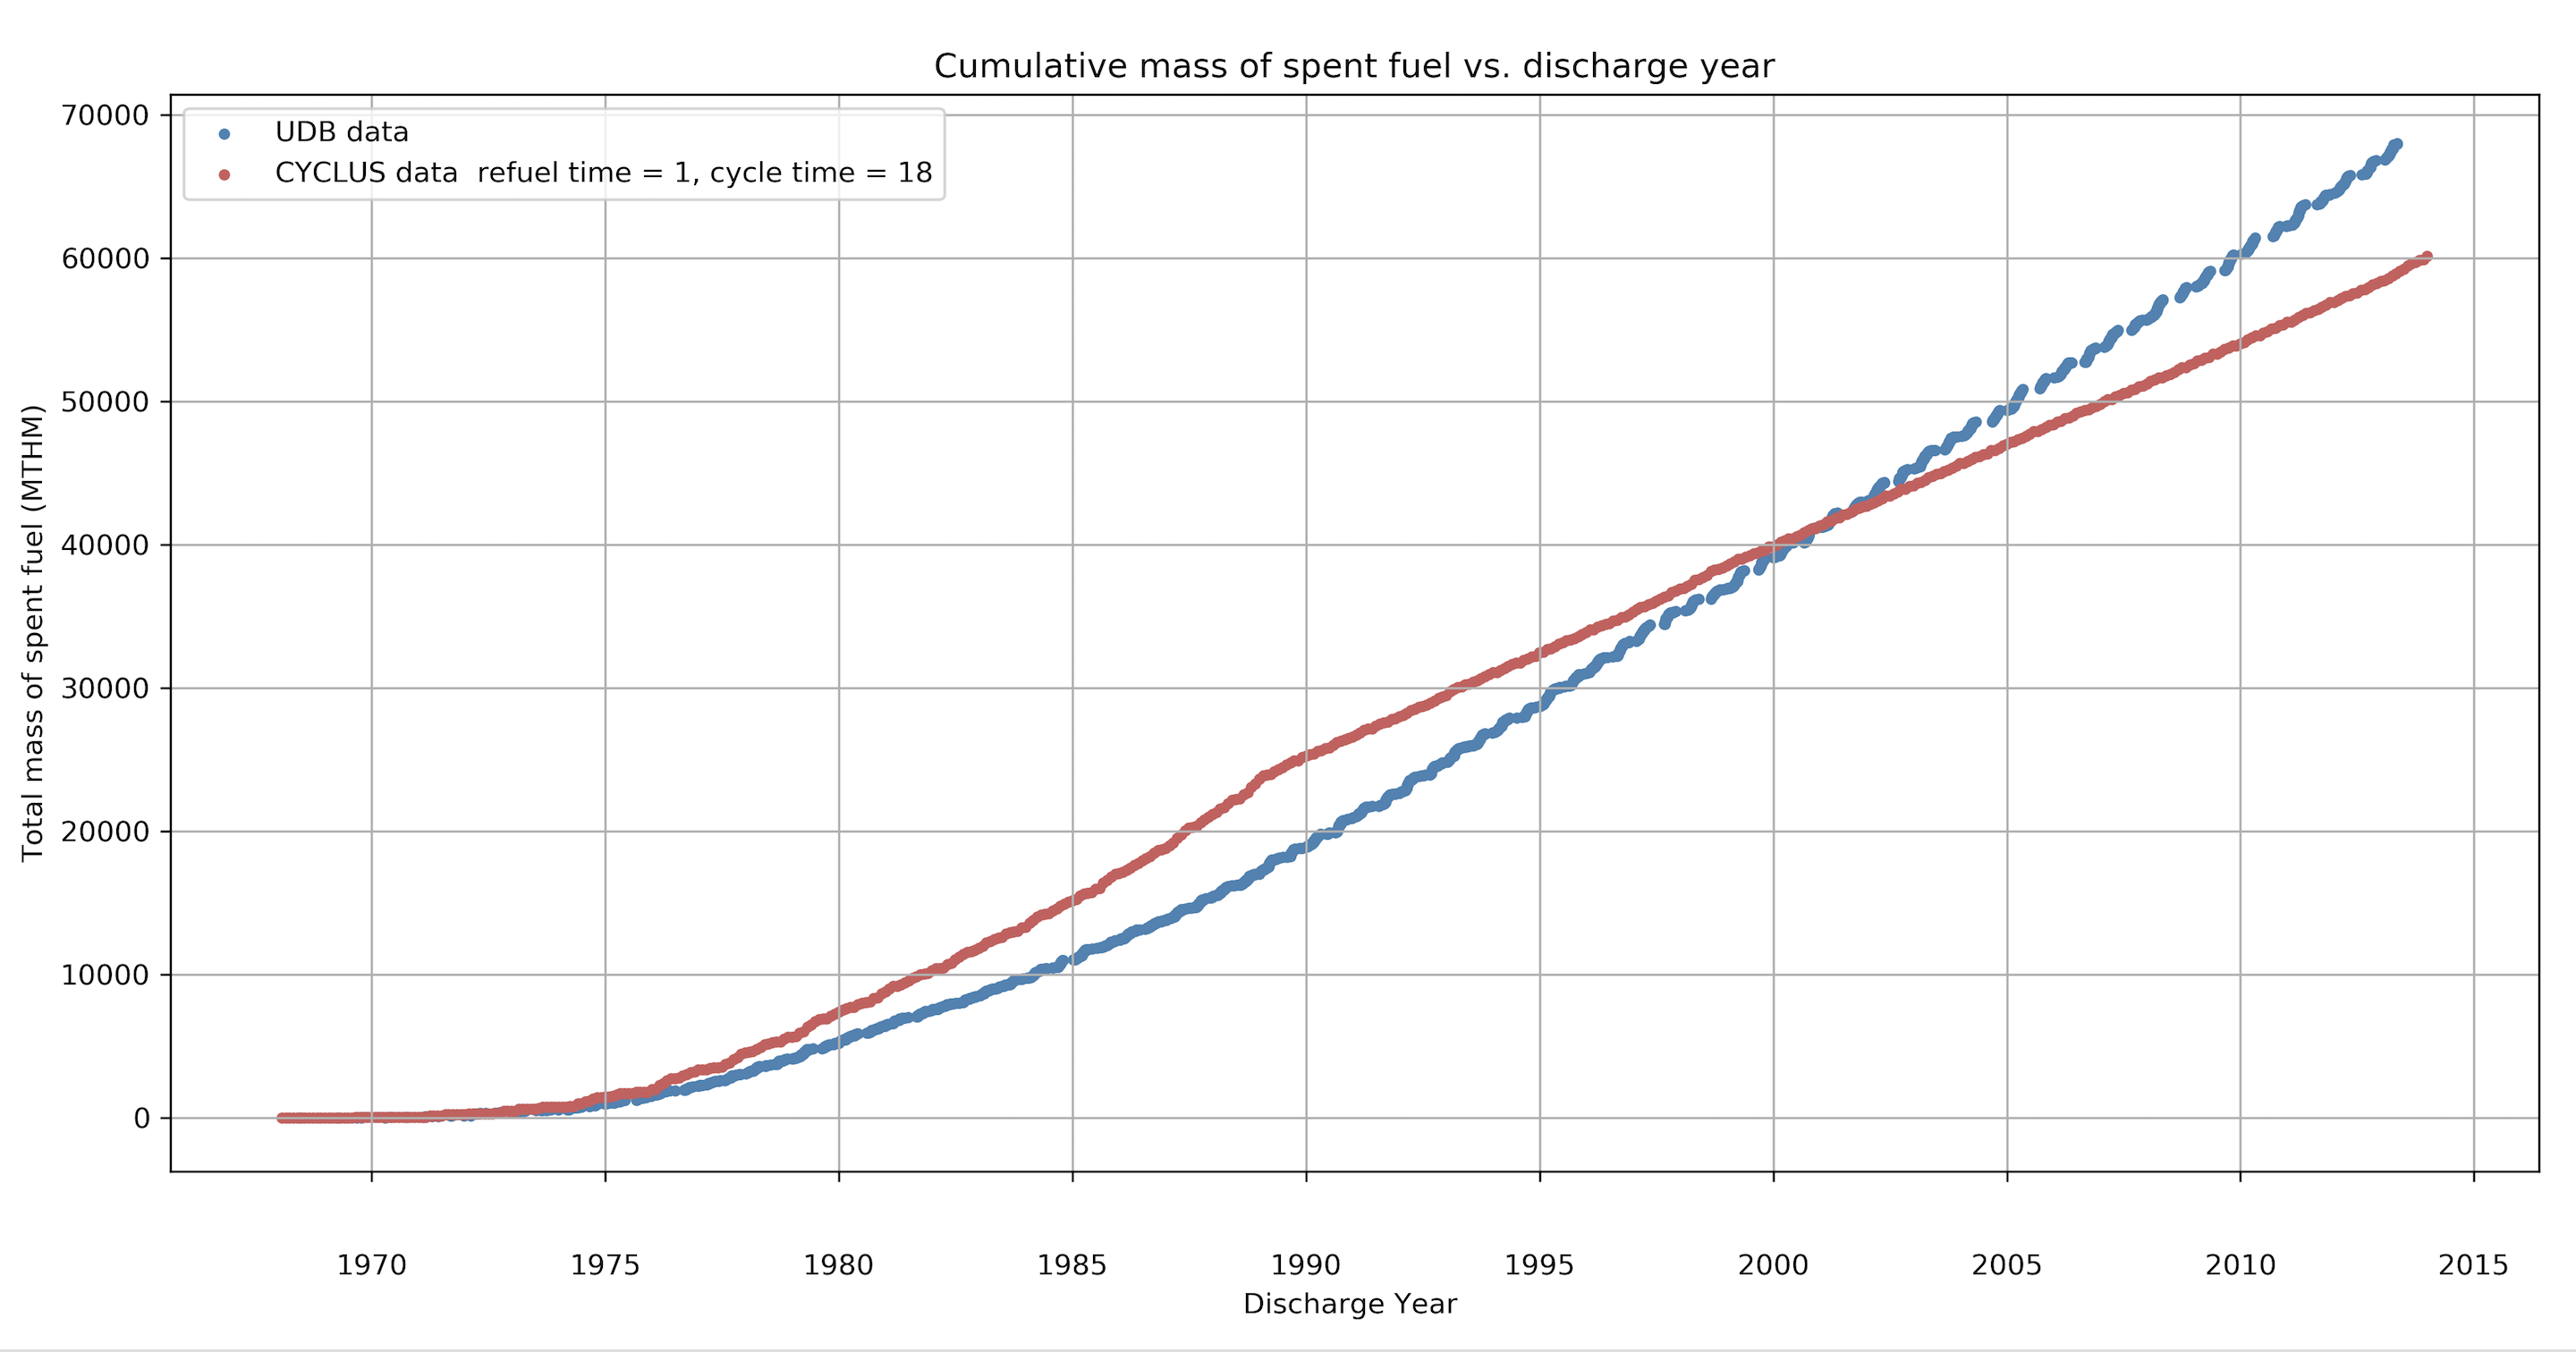 Cumulative mass of spent fuel vs. discharge year
UDB data
CYCLUS data  refuel time = 1, cycle time = 18
Total mass of spent fuel (MTHM)
70000
60000
50000
40000
30000
20000
10000
0
1970 1975 1980 1985 1990 1995 2000 2005 2010 2015
Discharge Year